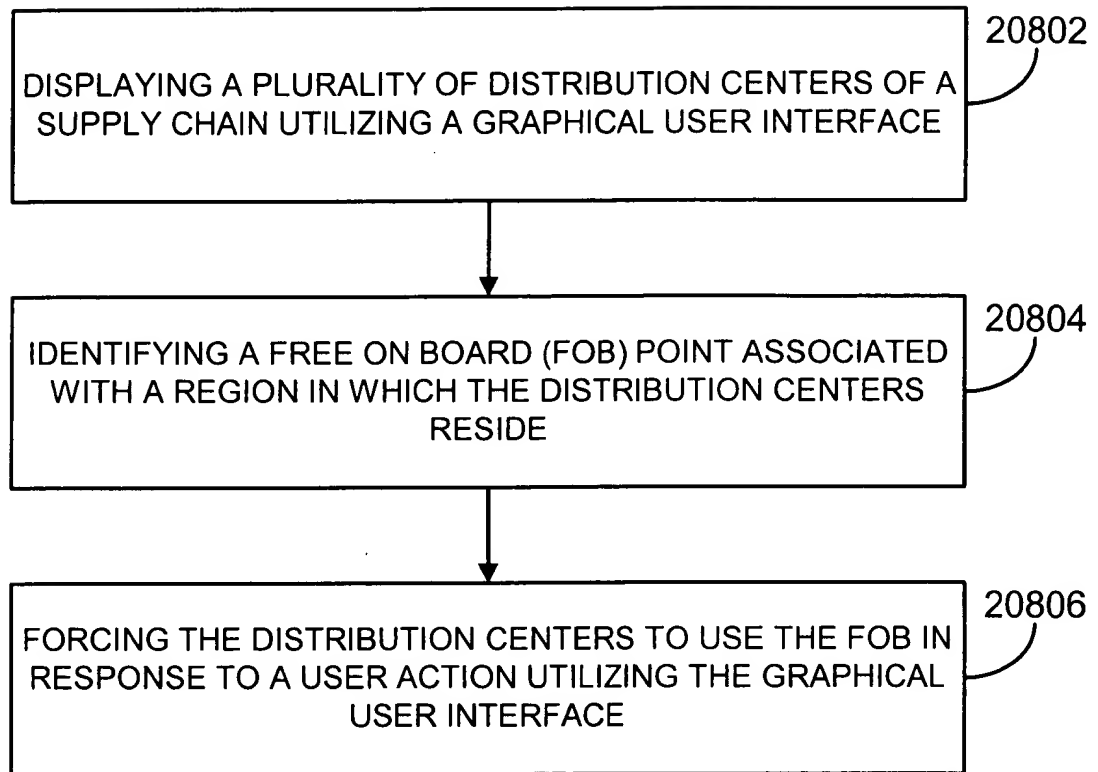 20802
DISPLAYING A PLURALITY OF DISTRIBUTION CENTERS OF A
SUPPLY CHAIN UTILIZING A GRAPHICAL USER INTERFACE
20804
IDENTIFYING A FREE ON BOARD (FOB) POINT ASSOCIATED
WITH A REGION IN WHICH THE DISTRIBUTION CENTERS
RESIDE
20806
FORCING THE DISTRIBUTION CENTERS TO USE THE FOB IN
RESPONSE TO A USER ACTION UTILIZING THE GRAPHICAL
USER INTERFACE